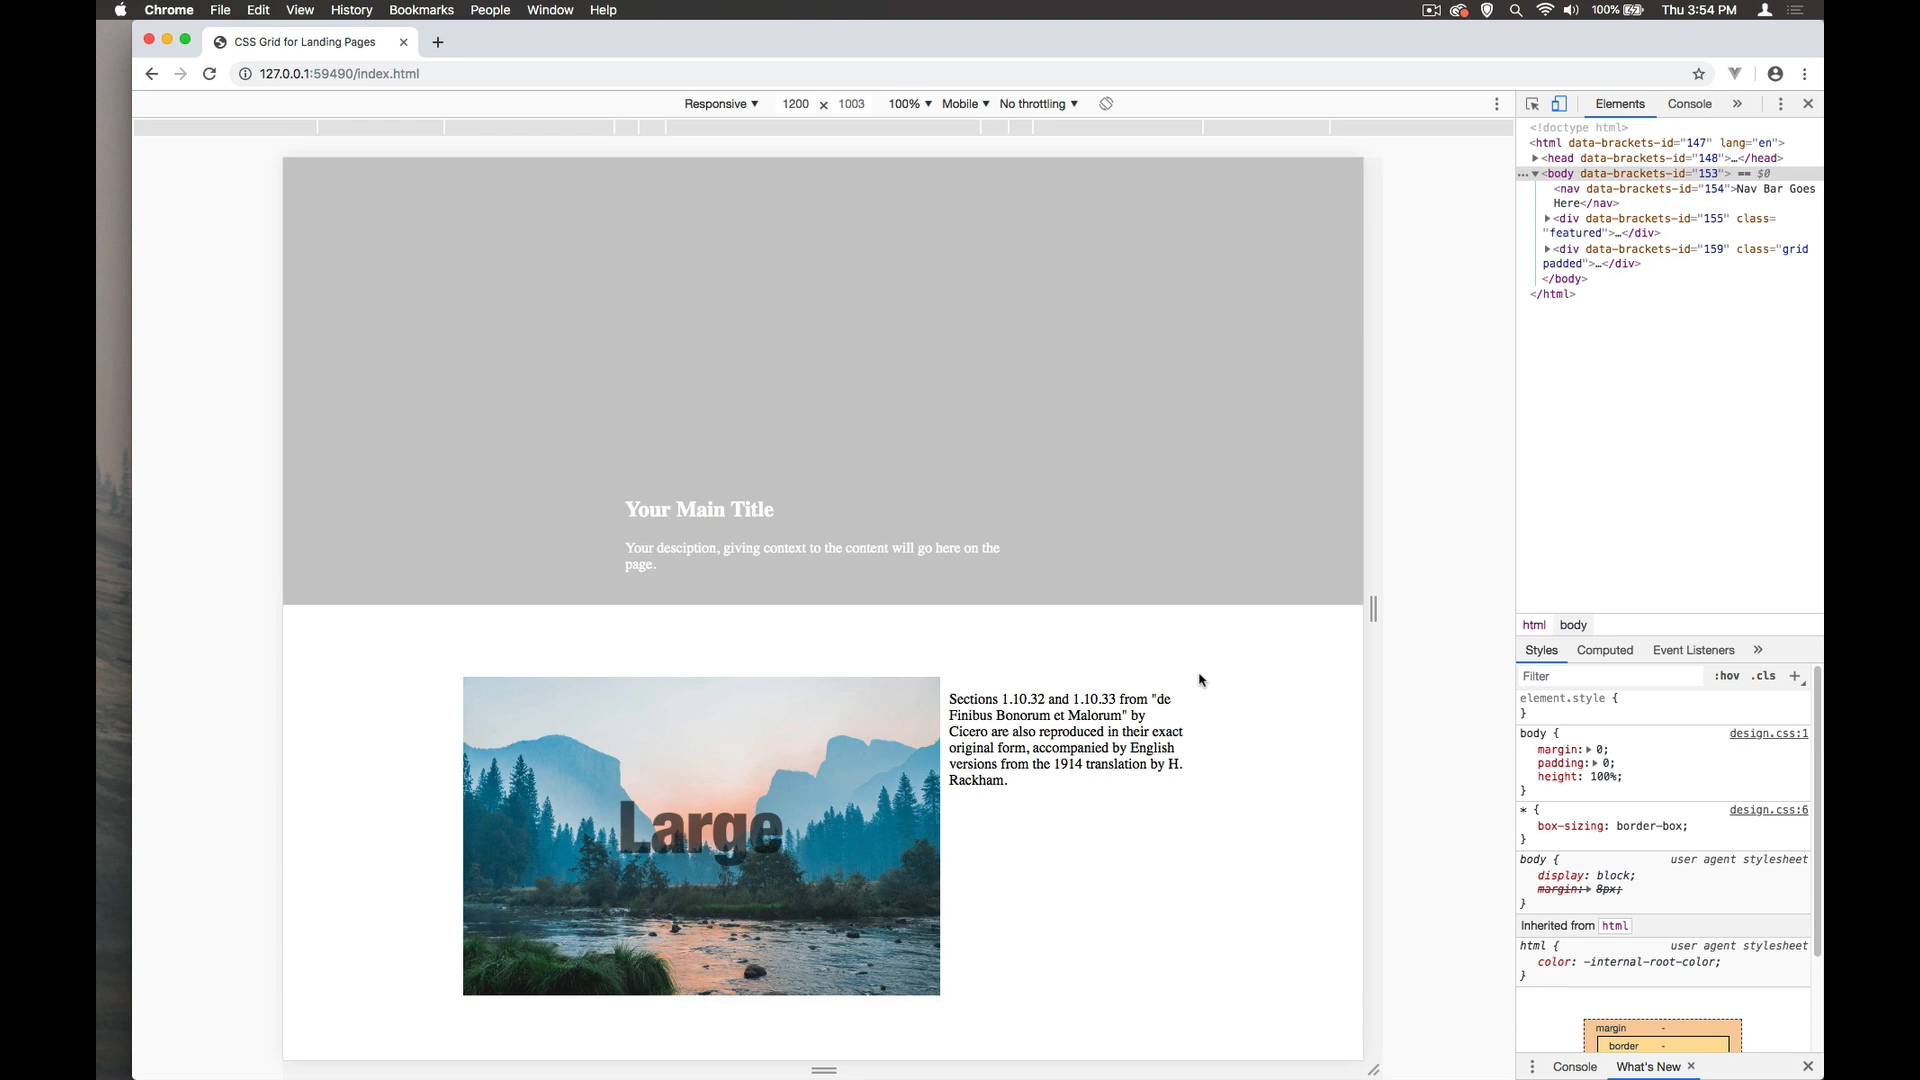 Chrome File Edit View History Bookmarks People Window Help 100% Thu 3:54 PM
CSS Grid for Landing Pages
127.0.0.1:59490/index.html
Responsive 1200 x 1003 100% Mobile No throttling
Elements Console »
<!doctype html>
<html data-brackets-id="147" lang="en">
<head data-brackets-id="148">…</head>
… <body data-brackets-id="153"> == $0
<nav data-brackets-id="154">Nav Bar Goes
Here</nav>
<div data-brackets-id="155" class=
"featured">…</div>
<div data-brackets-id="159" class="grid
padded">…</div>
</body>
</html>
Your Main Title
Your desciption, giving context to the content will go here on the
page.
Large
Sections 1.10.32 and 1.10.33 from "de
Finibus Bonorum et Malorum" by
Cicero are also reproduced in their exact
original form, accompanied by English
versions from the 1914 translation by H.
Rackham.
html body
Styles Computed Event Listeners »
Filter :hov .cls +
element.style {
}
body { design.css:1
margin: 0;
padding: 0;
height: 100%;
}
* { design.css:6
box-sizing: border-box;
}
body { user agent stylesheet
display: block;
margin: 8px;
}
Inherited from html
html { user agent stylesheet
color: -internal-root-color;
}
margin -
border -
Console What's New